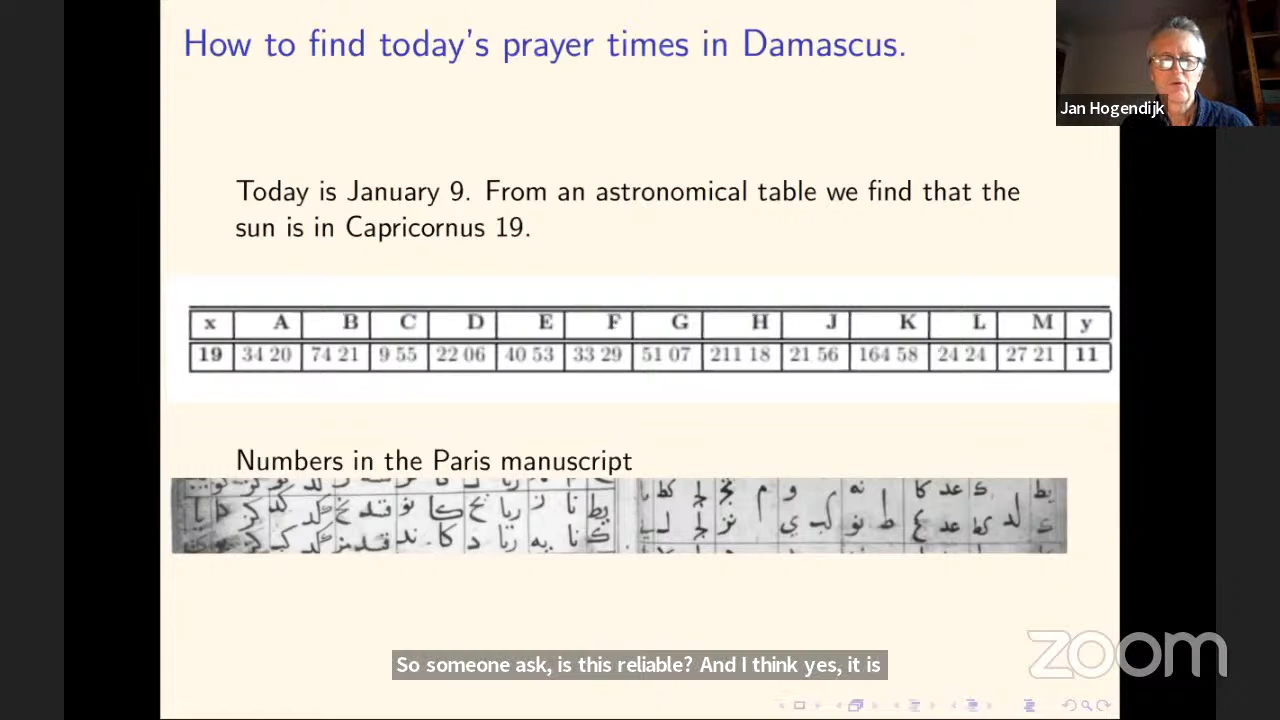 How to find today's prayer times in Damascus.
Jan Hogendijk
Today is January 9. From an astronomical table we find that the
sun is in Capricornus 19.
x A B C D E F G H J K L M y
19 34 20 74 21 9 55 22 06 40 53 33 29 51 07 211 18 21 56 164 58 24 24 27 21 11
Numbers in the Paris manuscript
So someone ask, is this reliable? And I think yes, it is
zoom